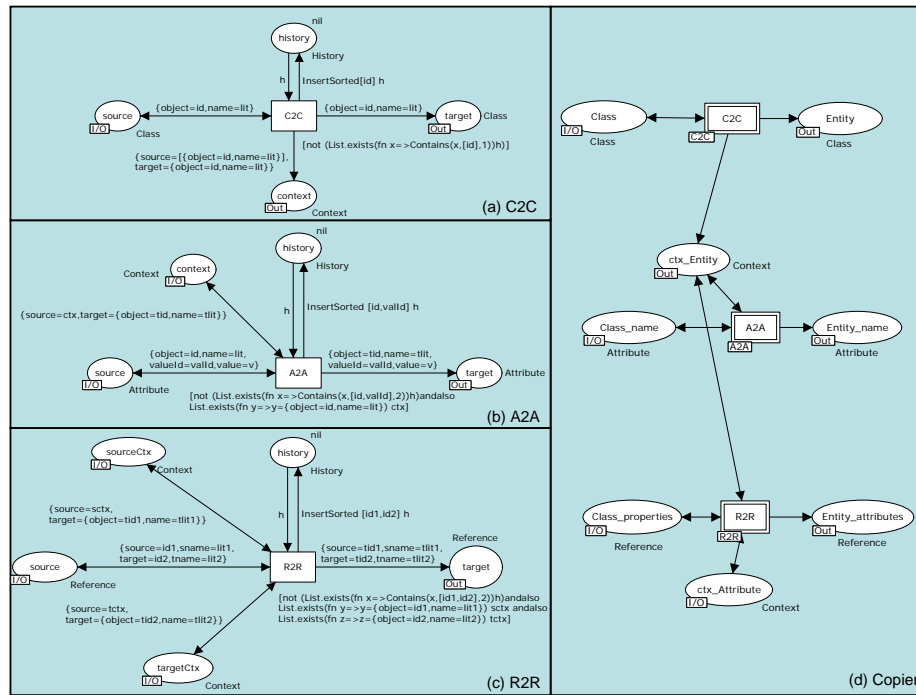 nil
history
History
h
InsertSorted[id] h
{object=id,name=lit}
{object=id,name=lit}
source
I/O
Class
C2C
target
Out
Class
[not (List.exists(fn x=>Contains(x,[id],1))h)]
{source=[{object=id,name=lit}],
target={object=id,name=lit}}
context
Out
Context
(a) C2C
nil
history
History
Context
context
I/O
h
InsertSorted [id,valId] h
{source=ctx,target={object=tid,name=tlit}}
{object=id,name=lit,
valueId=valId,value=v}
{object=tid,name=tlit,
valueId=valId,value=v}
source
I/O
Attribute
A2A
target
Out
Attribute
[not (List.exists(fn x=>Contains(x,[id,valId],2))h)andalso
List.exists(fn y=>y={object=id,name=lit}) ctx]
(b) A2A
nil
history
History
sourceCtx
I/O
Context
{source=sctx,
target={object=tid1,name=tlit1}}
h
InsertSorted [id1,id2] h
{source=id1,sname=lit1,
target=id2,tname=lit2}
{source=tid1,sname=tlit1,
target=tid2,tname=tlit2}
Reference
source
I/O
Reference
R2R
target
Out
[not (List.exists(fn x=>Contains(x,[id1,id2],2))h)andalso
List.exists(fn y=>y={object=id1,name=lit1}) sctx andalso
List.exists(fn z=>z={object=id2,name=lit2}) tctx]
{source=tctx,
target={object=tid2,name=tlit2}}
targetCtx
I/O
Context
(c) R2R
Class
I/O
Class
C2C
C2C
Entity
Out
Class
ctx_Entity
Out
Context
Class_name
I/O
Attribute
A2A
A2A
Entity_name
Out
Attribute
Class_properties
I/O
Reference
R2R
R2R
Entity_attributes
Out
Reference
ctx_Attribute
I/O
Context
(d) Copier